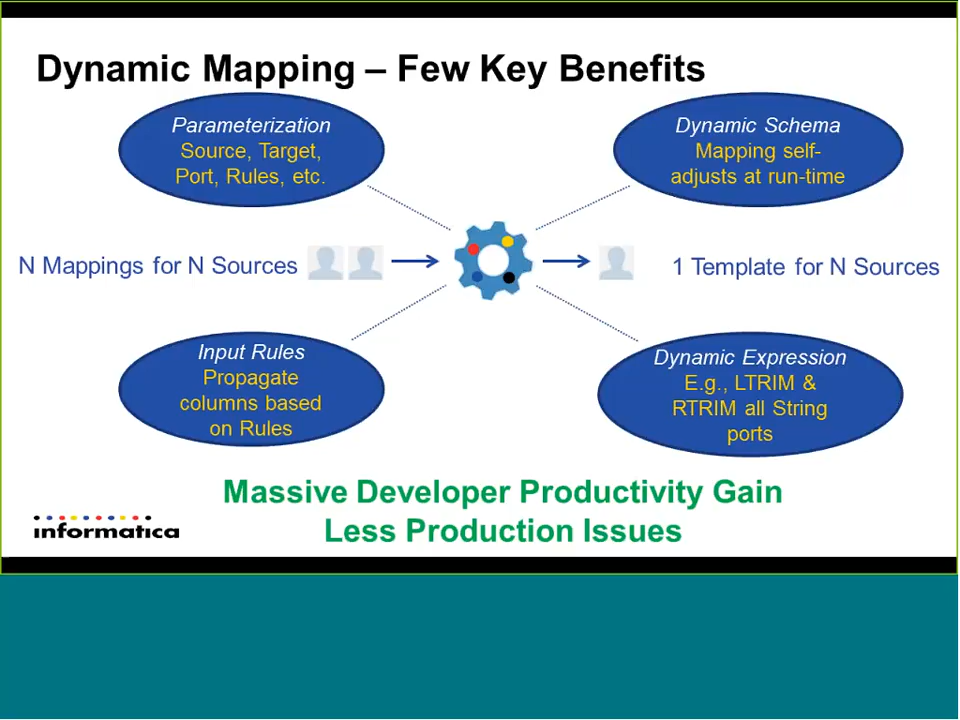 Dynamic Mapping – Few Key Benefits
Parameterization
Source, Target,
Port, Rules, etc.
Dynamic Schema
Mapping self-
adjusts at run-time
N Mappings for N Sources
1 Template for N Sources
Input Rules
Propagate
columns based
on Rules
Dynamic Expression
E.g., LTRIM &
RTRIM all String
ports
Massive Developer Productivity Gain
Less Production Issues
informatica